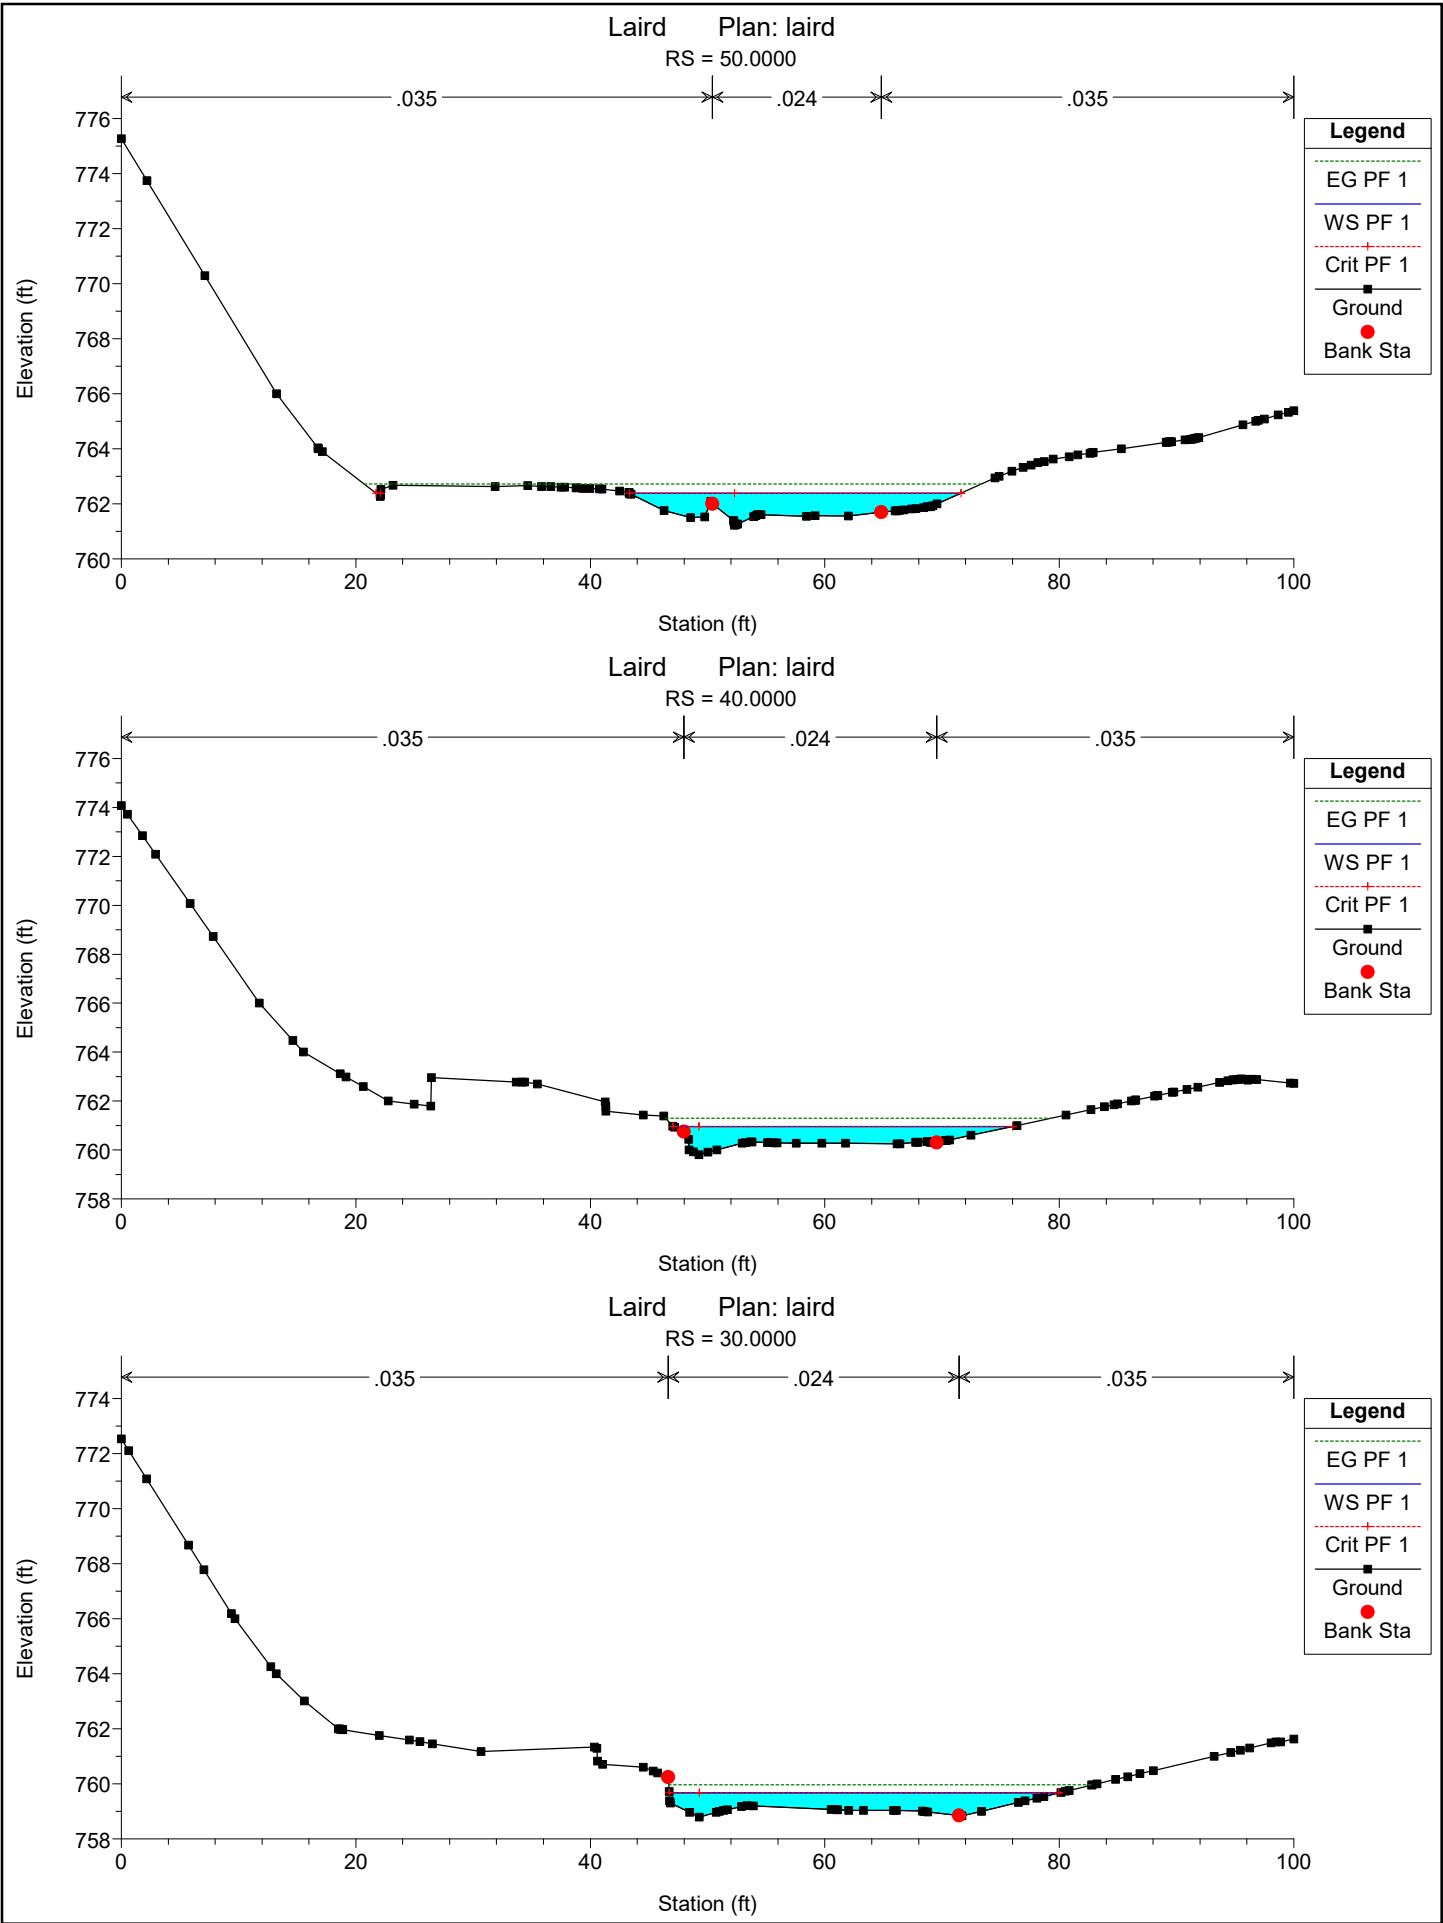 Laird Plan: laird
RS = 50.0000
.035 .024 .035
776
774
772
770
768
766
764
762
760
Elevation (ft)
0 20 40 60 80 100
Station (ft)
Legend
EG PF 1
WS PF 1
Crit PF 1
Ground
Bank Sta
Laird Plan: laird
RS = 40.0000
.035 .024 .035
776
774
772
770
768
766
764
762
760
758
Elevation (ft)
0 20 40 60 80 100
Station (ft)
Legend
EG PF 1
WS PF 1
Crit PF 1
Ground
Bank Sta
Laird Plan: laird
RS = 30.0000
.035 .024 .035
774
772
770
768
766
764
762
760
758
Elevation (ft)
0 20 40 60 80 100
Station (ft)
Legend
EG PF 1
WS PF 1
Crit PF 1
Ground
Bank Sta